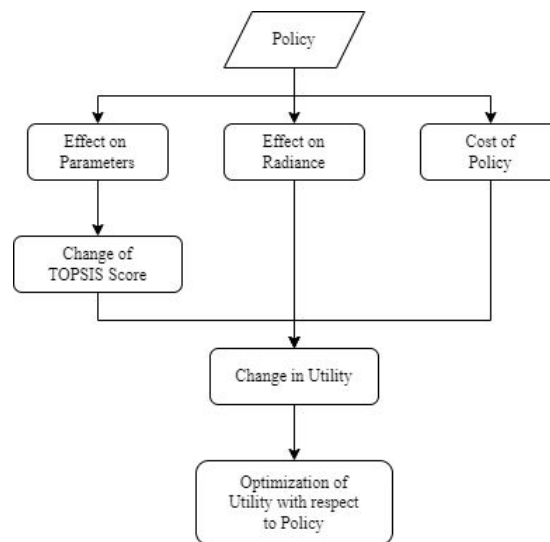 Policy
Effect on
Parameters
Effect on
Radiance
Cost of
Policy
Change of
TOPSIS Score
Change in Utility
Optimization of
Utility with respect
to Policy